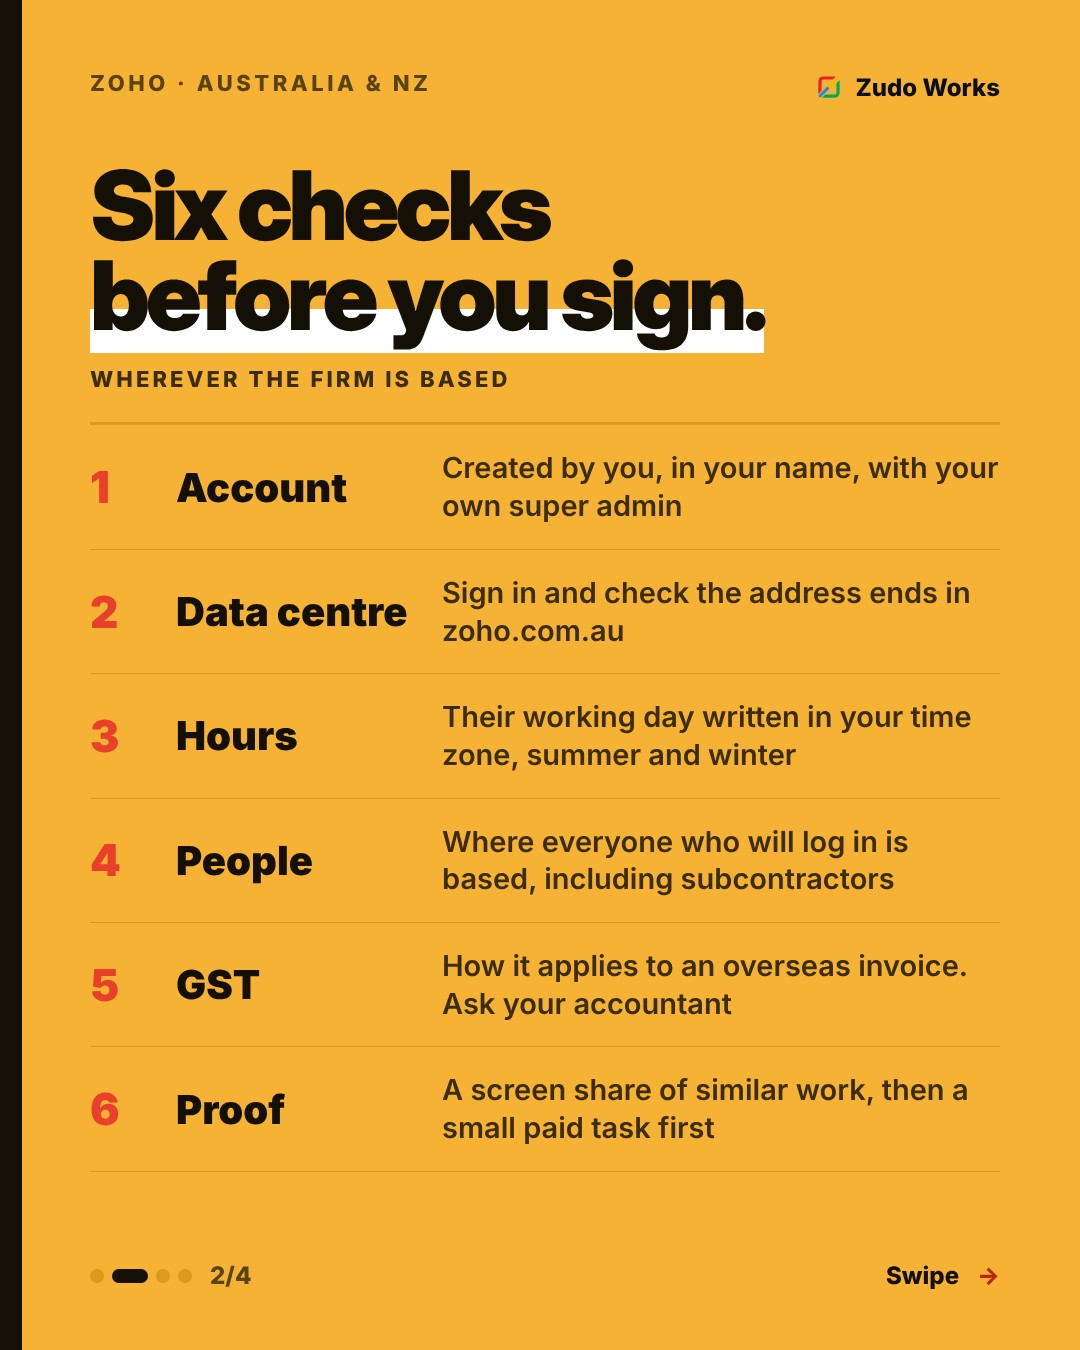 ZOHO · AUSTRALIA & NZ
Zudo Works
Six checks
before you sign.
WHEREVER THE FIRM IS BASED
1 Account Created by you, in your name, with your
own super admin
2 Data centre Sign in and check the address ends in
zoho.com.au
3 Hours Their working day written in your time
zone, summer and winter
4 People Where everyone who will log in is
based, including subcontractors
5 GST How it applies to an overseas invoice.
Ask your accountant
6 Proof A screen share of similar work, then a
small paid task first
2/4
Swipe →